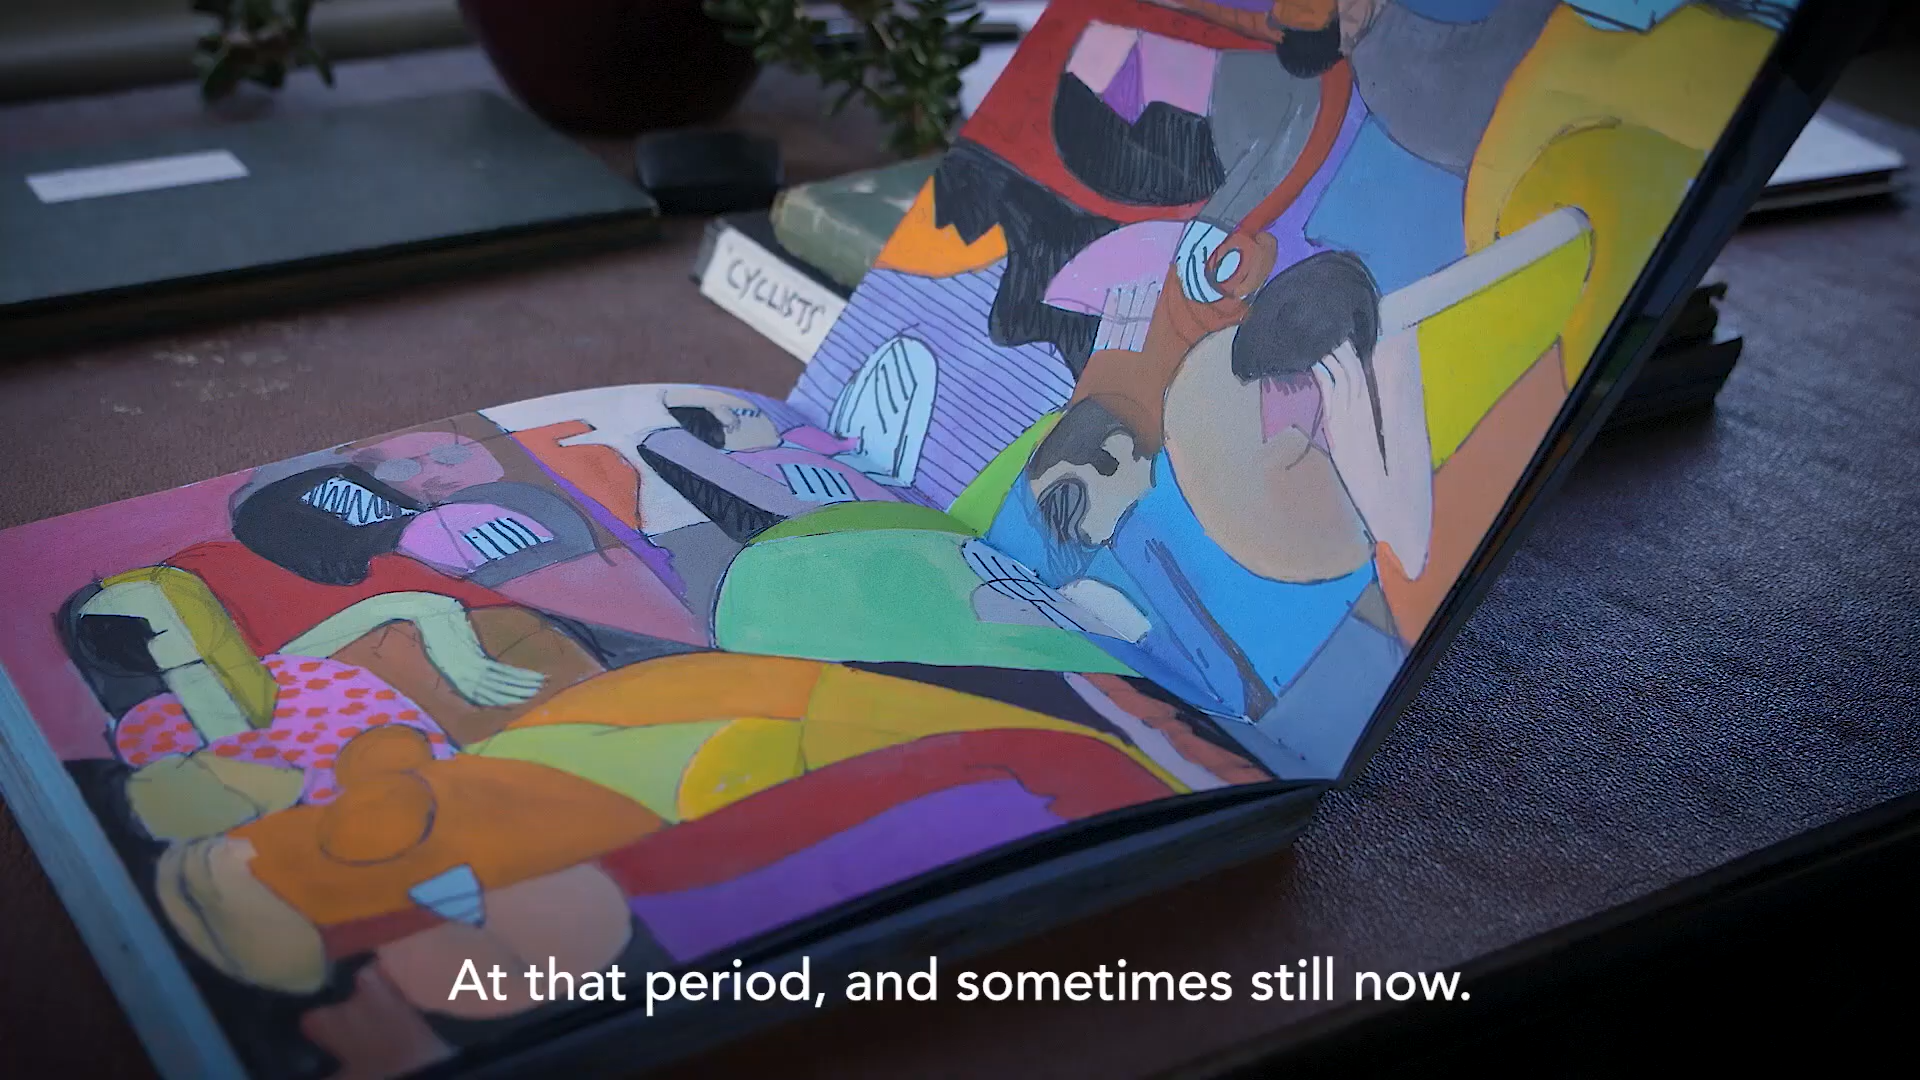 'CYCLISTS'
At that period, and sometimes still now.